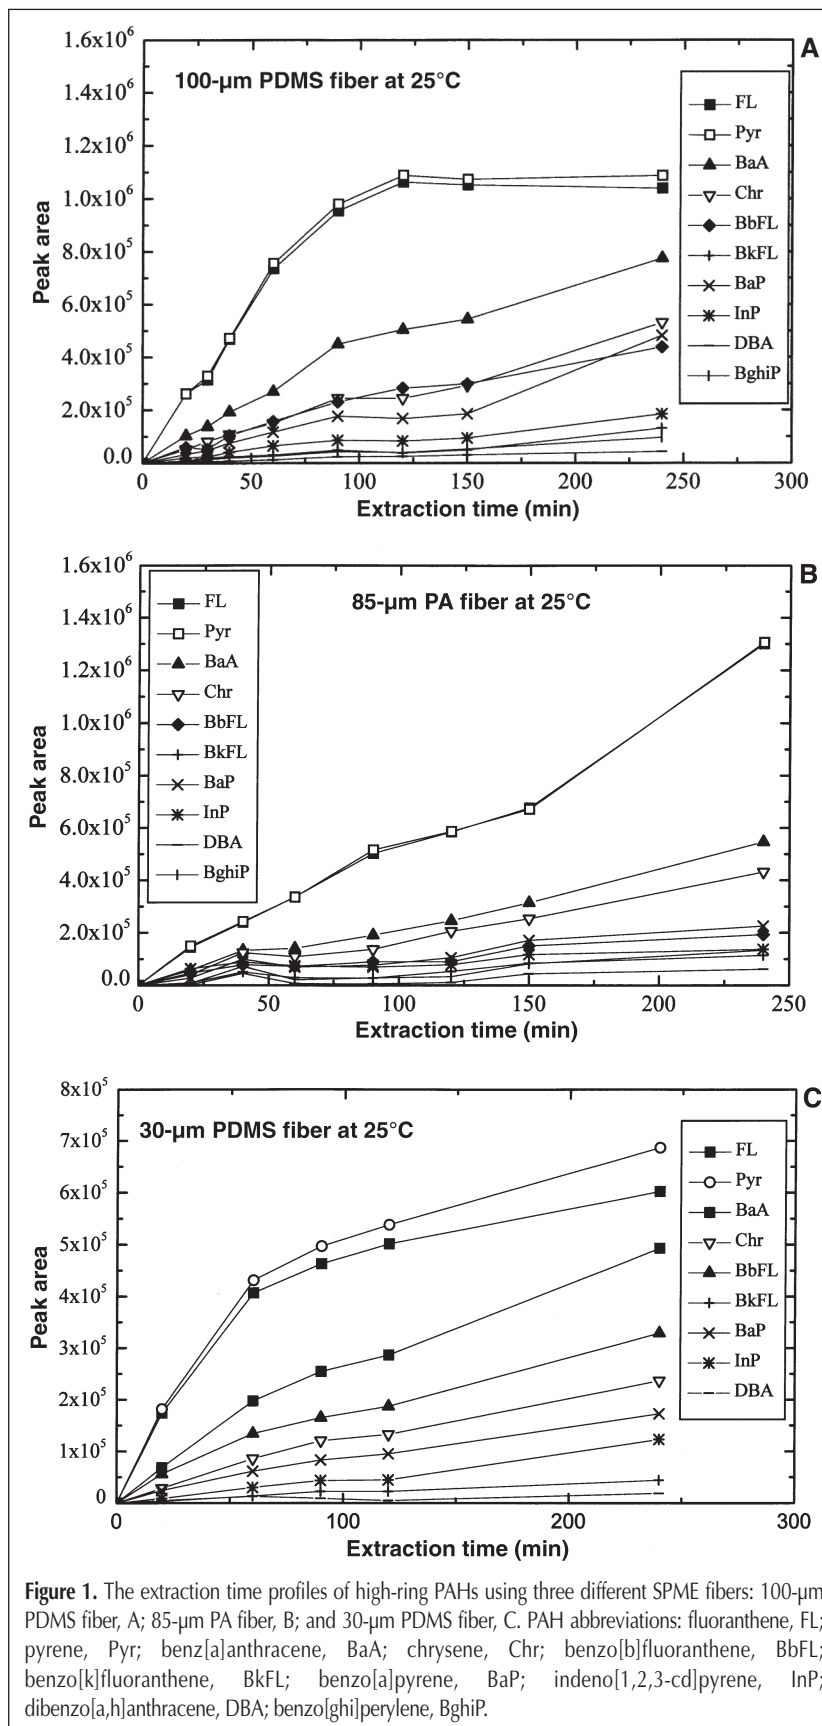 A
100-µm PDMS fiber at 25°C
1.6x10⁶
1.4x10⁶
1.2x10⁶
1.0x10⁶
8.0x10⁵
6.0x10⁵
4.0x10⁵
2.0x10⁵
0.0
Peak area
FL
Pyr
BaA
Chr
BbFL
BkFL
BaP
InP
DBA
BghiP
0 50 100 150 200 250 300
Extraction time (min)
B
85-µm PA fiber at 25°C
1.6x10⁶
1.4x10⁶
1.2x10⁶
1.0x10⁶
8.0x10⁵
6.0x10⁵
4.0x10⁵
2.0x10⁵
0.0
Peak area
FL
Pyr
BaA
Chr
BbFL
BkFL
BaP
InP
DBA
BghiP
0 50 100 150 200 250
Extraction time (min)
C
30-µm PDMS fiber at 25°C
8x10⁵
7x10⁵
6x10⁵
5x10⁵
4x10⁵
3x10⁵
2x10⁵
1x10⁵
0
Peak area
FL
Pyr
BaA
Chr
BbFL
BkFL
BaP
InP
DBA
0 100 200 300
Extraction time (min)
Figure 1. The extraction time profiles of high-ring PAHs using three different SPME fibers: 100-µm
PDMS fiber, A; 85-µm PA fiber, B; and 30-µm PDMS fiber, C. PAH abbreviations: fluoranthene, FL;
pyrene, Pyr; benz[a]anthracene, BaA; chrysene, Chr; benzo[b]fluoranthene, BbFL;
benzo[k]fluoranthene, BkFL; benzo[a]pyrene, BaP; indeno[1,2,3-cd]pyrene, InP;
dibenzo[a,h]anthracene, DBA; benzo[ghi]perylene, BghiP.